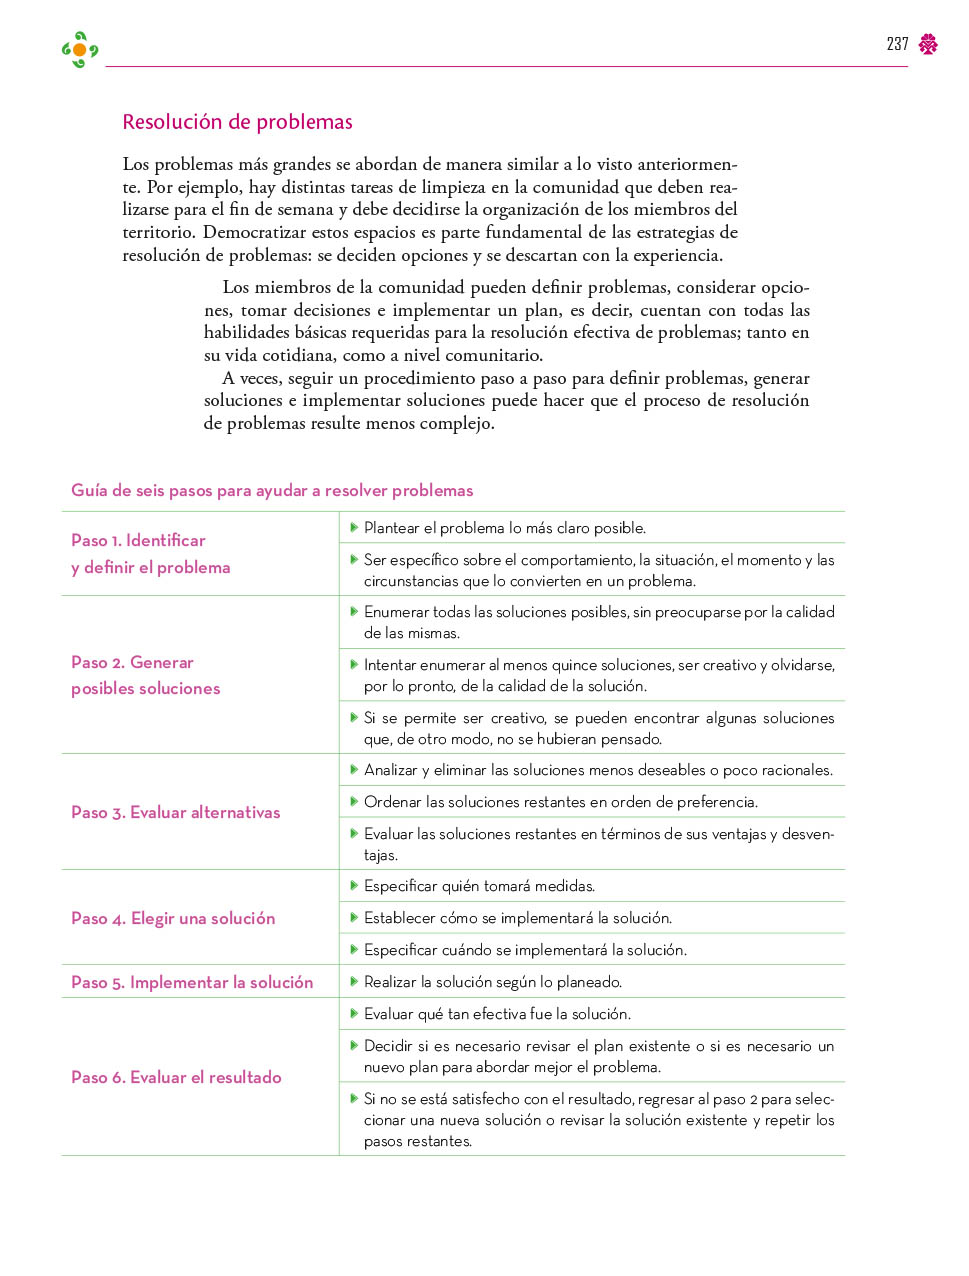 237
Resolución de problemas
Los problemas más grandes se abordan de manera similar a lo visto anteriormen-
te. Por ejemplo, hay distintas tareas de limpieza en la comunidad que deben rea-
lizarse para el fin de semana y debe decidirse la organización de los miembros del
territorio. Democratizar estos espacios es parte fundamental de las estrategias de
resolución de problemas: se deciden opciones y se descartan con la experiencia.
Los miembros de la comunidad pueden definir problemas, considerar opcio-
nes, tomar decisiones e implementar un plan, es decir, cuentan con todas las
habilidades básicas requeridas para la resolución efectiva de problemas; tanto en
su vida cotidiana, como a nivel comunitario.
A veces, seguir un procedimiento paso a paso para definir problemas, generar
soluciones e implementar soluciones puede hacer que el proceso de resolución
de problemas resulte menos complejo.
Guía de seis pasos para ayudar a resolver problemas
Paso 1. Identificar
y definir el problema
Plantear el problema lo más claro posible.
Ser específico sobre el comportamiento, la situación, el momento y las
circunstancias que lo convierten en un problema.
Paso 2. Generar
posibles soluciones
Enumerar todas las soluciones posibles, sin preocuparse por la calidad
de las mismas.
Intentar enumerar al menos quince soluciones, ser creativo y olvidarse,
por lo pronto, de la calidad de la solución.
Si se permite ser creativo, se pueden encontrar algunas soluciones
que, de otro modo, no se hubieran pensado.
Paso 3. Evaluar alternativas
Analizar y eliminar las soluciones menos deseables o poco racionales.
Ordenar las soluciones restantes en orden de preferencia.
Evaluar las soluciones restantes en términos de sus ventajas y desven-
tajas.
Paso 4. Elegir una solución
Especificar quién tomará medidas.
Establecer cómo se implementará la solución.
Especificar cuándo se implementará la solución.
Paso 5. Implementar la solución
Realizar la solución según lo planeado.
Paso 6. Evaluar el resultado
Evaluar qué tan efectiva fue la solución.
Decidir si es necesario revisar el plan existente o si es necesario un
nuevo plan para abordar mejor el problema.
Si no se está satisfecho con el resultado, regresar al paso 2 para selec-
cionar una nueva solución o revisar la solución existente y repetir los
pasos restantes.